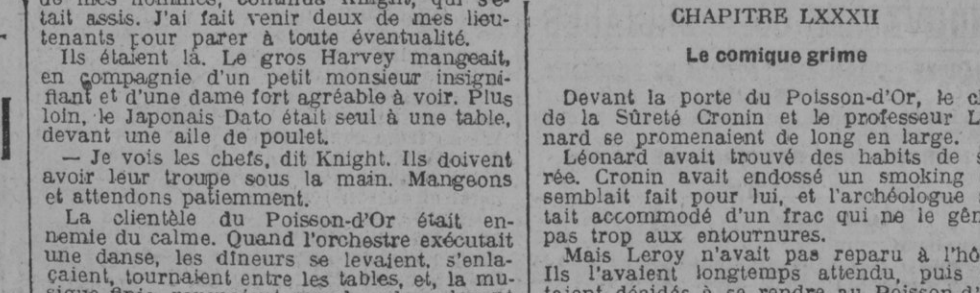 tait assis. J'ai fait venir deux de mes lieu-
tenants pour parer à toute éventualité.
Ils étaient là. Le gros Harvey mangeait,
en compagnie d'un petit monsieur insigni-
fiant et d'une dame fort agréable à voir. Plus
loin, le Japonais Dato était seul à une table,
devant une aile de poulet.
— Je vois les chefs, dit Knight. Ils doivent
avoir leur troupe sous la main. Mangeons
et attendons patiemment.
La clientèle du Poisson-d'Or était en-
nemie du calme. Quand l'orchestre exécutait
une danse, les dîneurs se levaient, s'enla-
çaient, tournaient entre les tables, et, la mu-
CHAPITRE LXXXII
Le comique grime
Devant la porte du Poisson-d'Or, le
de la Sûreté Cronin et le professeur
nard se promenaient de long en large.
Léonard avait trouvé des habits de
rée. Cronin avait endossé un smoking
semblait fait pour lui, et l'archéologue
tait accommodé d'un frac qui ne le gên
pas trop aux entournures.
Mais Leroy n'avait pas reparu à l'hô
Ils l'avaient longtemps attendu, puis